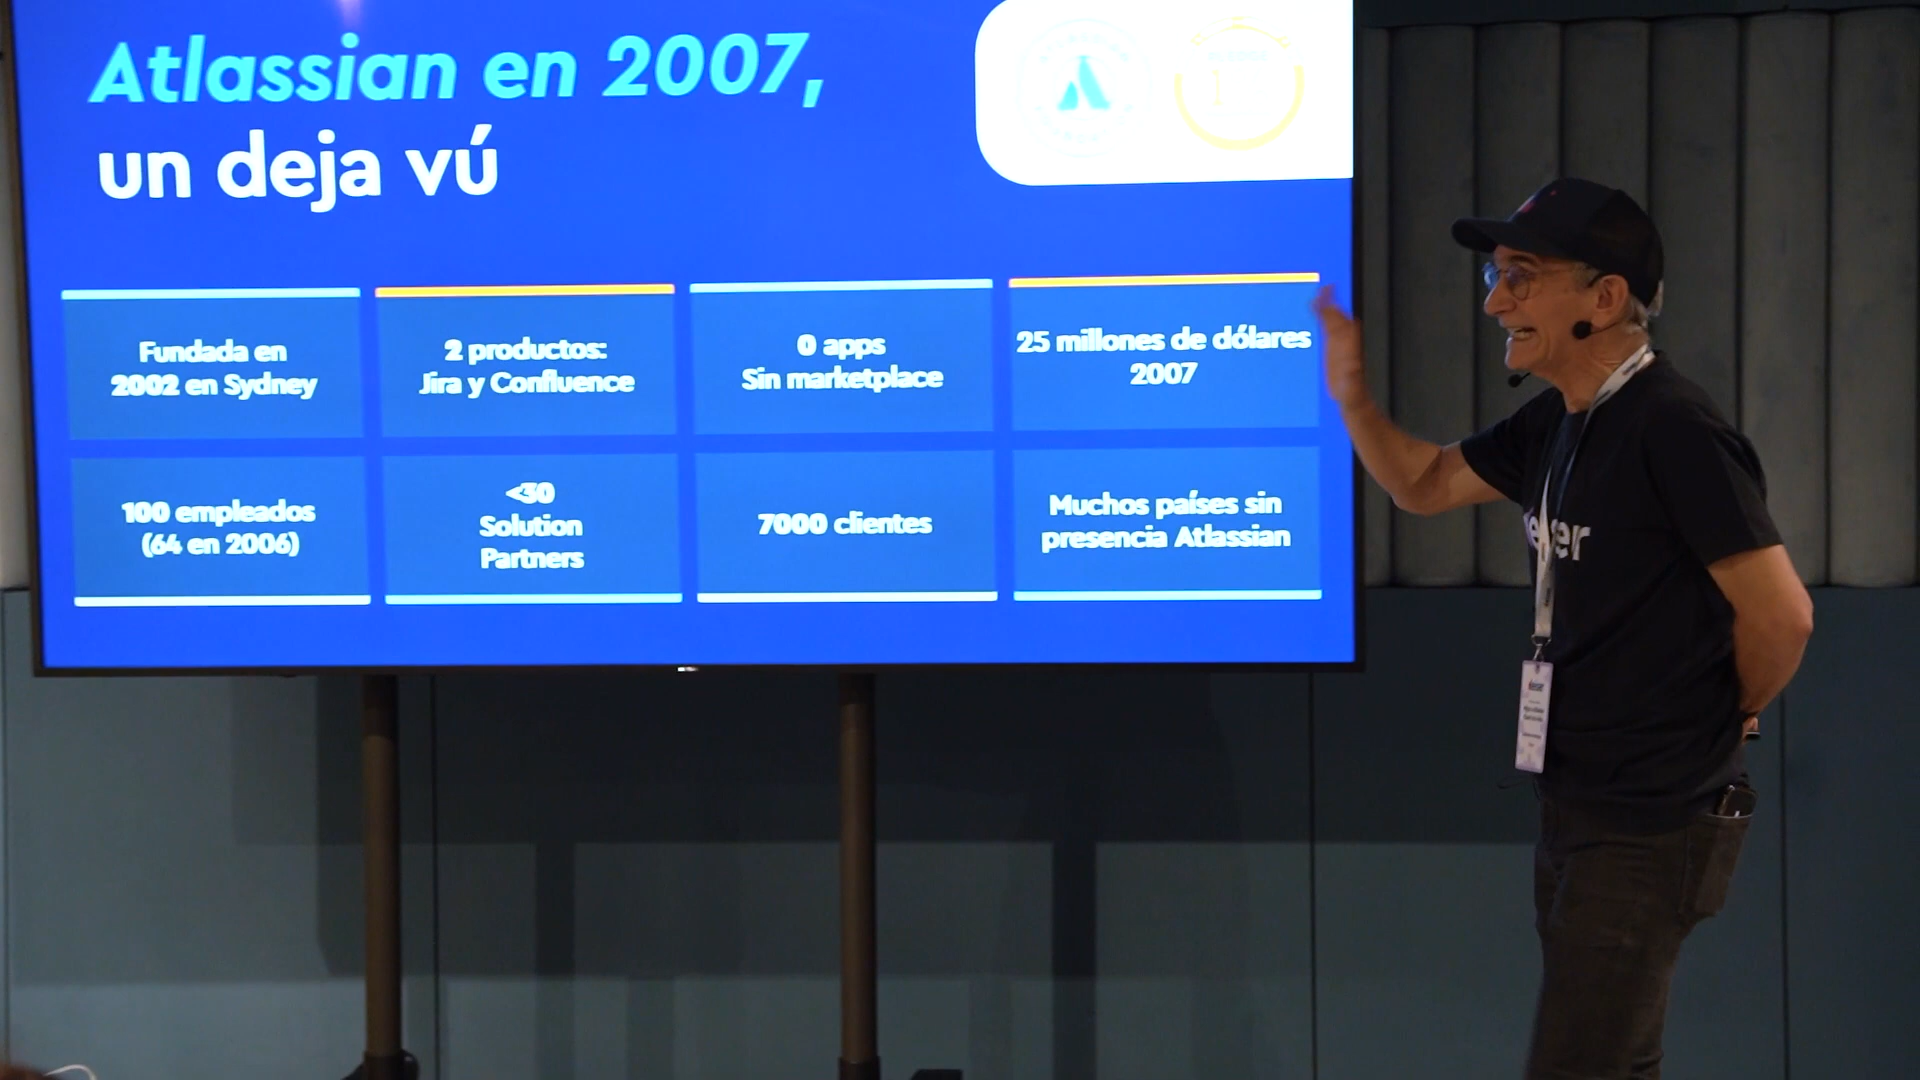 Atlassian en 2007,
un deja vú
Fundada en
2002 en Sydney
2 productos:
Jira y Confluence
0 apps
Sin marketplace
25 millones de dólares
2007
100 empleados
(64 en 2006)
<30
Solution
Partners
7000 clientes
Muchos países sin
presencia Atlassian